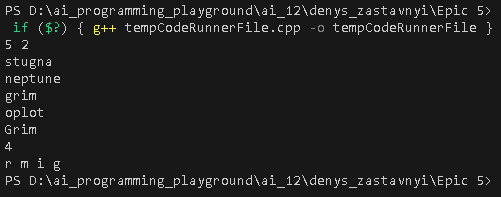 PS D:\ai_programming_playground\ai_12\denys_zastavnyi\Epic 5>
if ($?) { g++ tempCodeRunnerFile.cpp -o tempCodeRunnerFile }
5 2
stugna
neptune
grim
oplot
Grim
4
r m i g
PS D:\ai_programming_playground\ai_12\denys_zastavnyi\Epic 5>